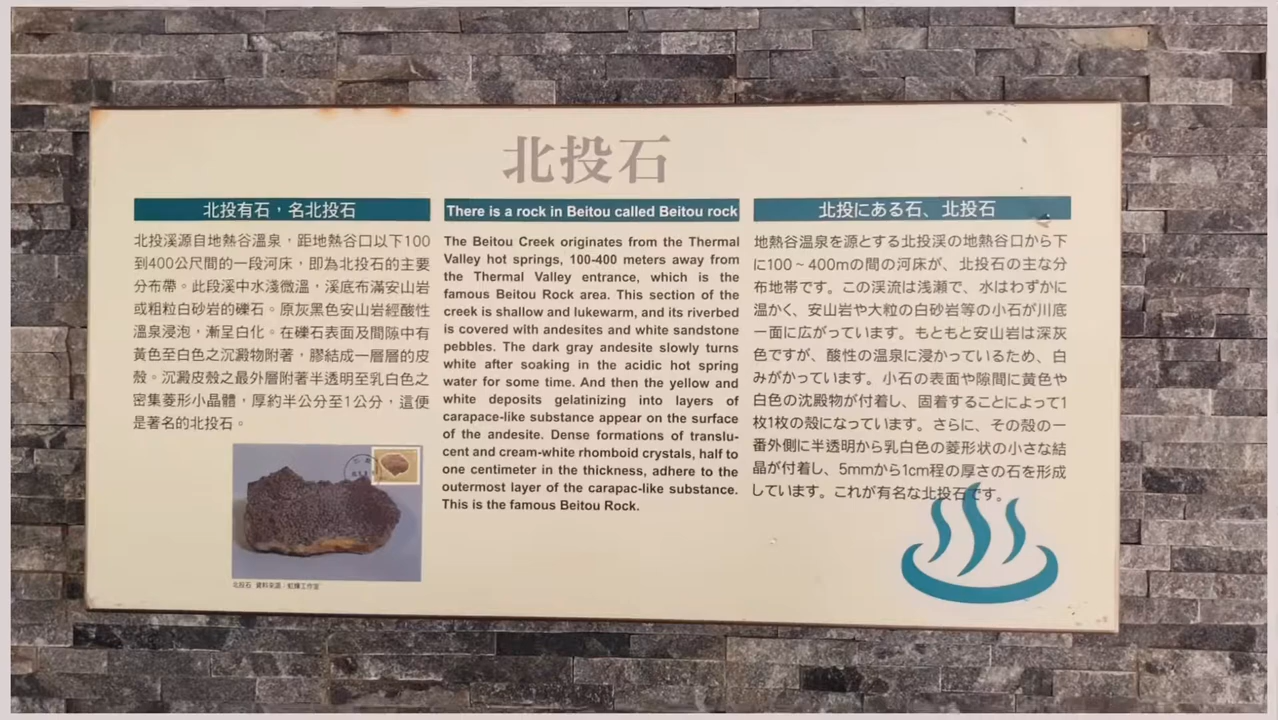 北投石
北投有石，名北投石
北投溪源自地熱谷溫泉，距地熱谷口以下100
到400公尺間的一段河床，即為北投石的主要
分布帶。此段溪中水淺微溫，溪底布滿安山岩
或粗粒白砂岩的礫石。原灰黑色安山岩經酸性
溫泉浸泡，漸呈白化。在礫石表面及間隙中有
黃色至白色之沉澱物附著，膠結成一層層的皮
殼。沉澱皮殼之最外層附著半透明至乳白色之
密集菱形小晶體，厚約半公分至1公分，這便
是著名的北投石。
北投石 資料來源：虹輝工作室
There is a rock in Beitou called Beitou rock
The Beitou Creek originates from the Thermal
Valley hot springs, 100-400 meters away from
the Thermal Valley entrance, which is the
famous Beitou Rock area. This section of the
creek is shallow and lukewarm, and its riverbed
is covered with andesites and white sandstone
pebbles. The dark gray andesite slowly turns
white after soaking in the acidic hot spring
water for some time. And then the yellow and
white deposits gelatinizing into layers of
carapace-like substance appear on the surface
of the andesite. Dense formations of translu-
cent and cream-white rhomboid crystals, half to
one centimeter in the thickness, adhere to the
outermost layer of the carapac-like substance.
This is the famous Beitou Rock.
北投にある石、北投石
地熱谷温泉を源とする北投渓の地熱谷口から下
に100～400mの間の河床が、北投石の主な分
布地帯です。この渓流は浅瀬で、水はわずかに
温かく、安山岩や大粒の白砂岩等の小石が川底
一面に広がっています。もともと安山岩は深灰
色ですが、酸性の温泉に浸かっているため、白
みがかっています。小石の表面や隙間に黄色や
白色の沈殿物が付着し、固着することによって1
枚1枚の殻になっています。さらに、その殻の一
番外側に半透明から乳白色の菱形状の小さな結
晶が付着し、5mmから1cm程の厚さの石を形成
しています。これが有名な北投石です。